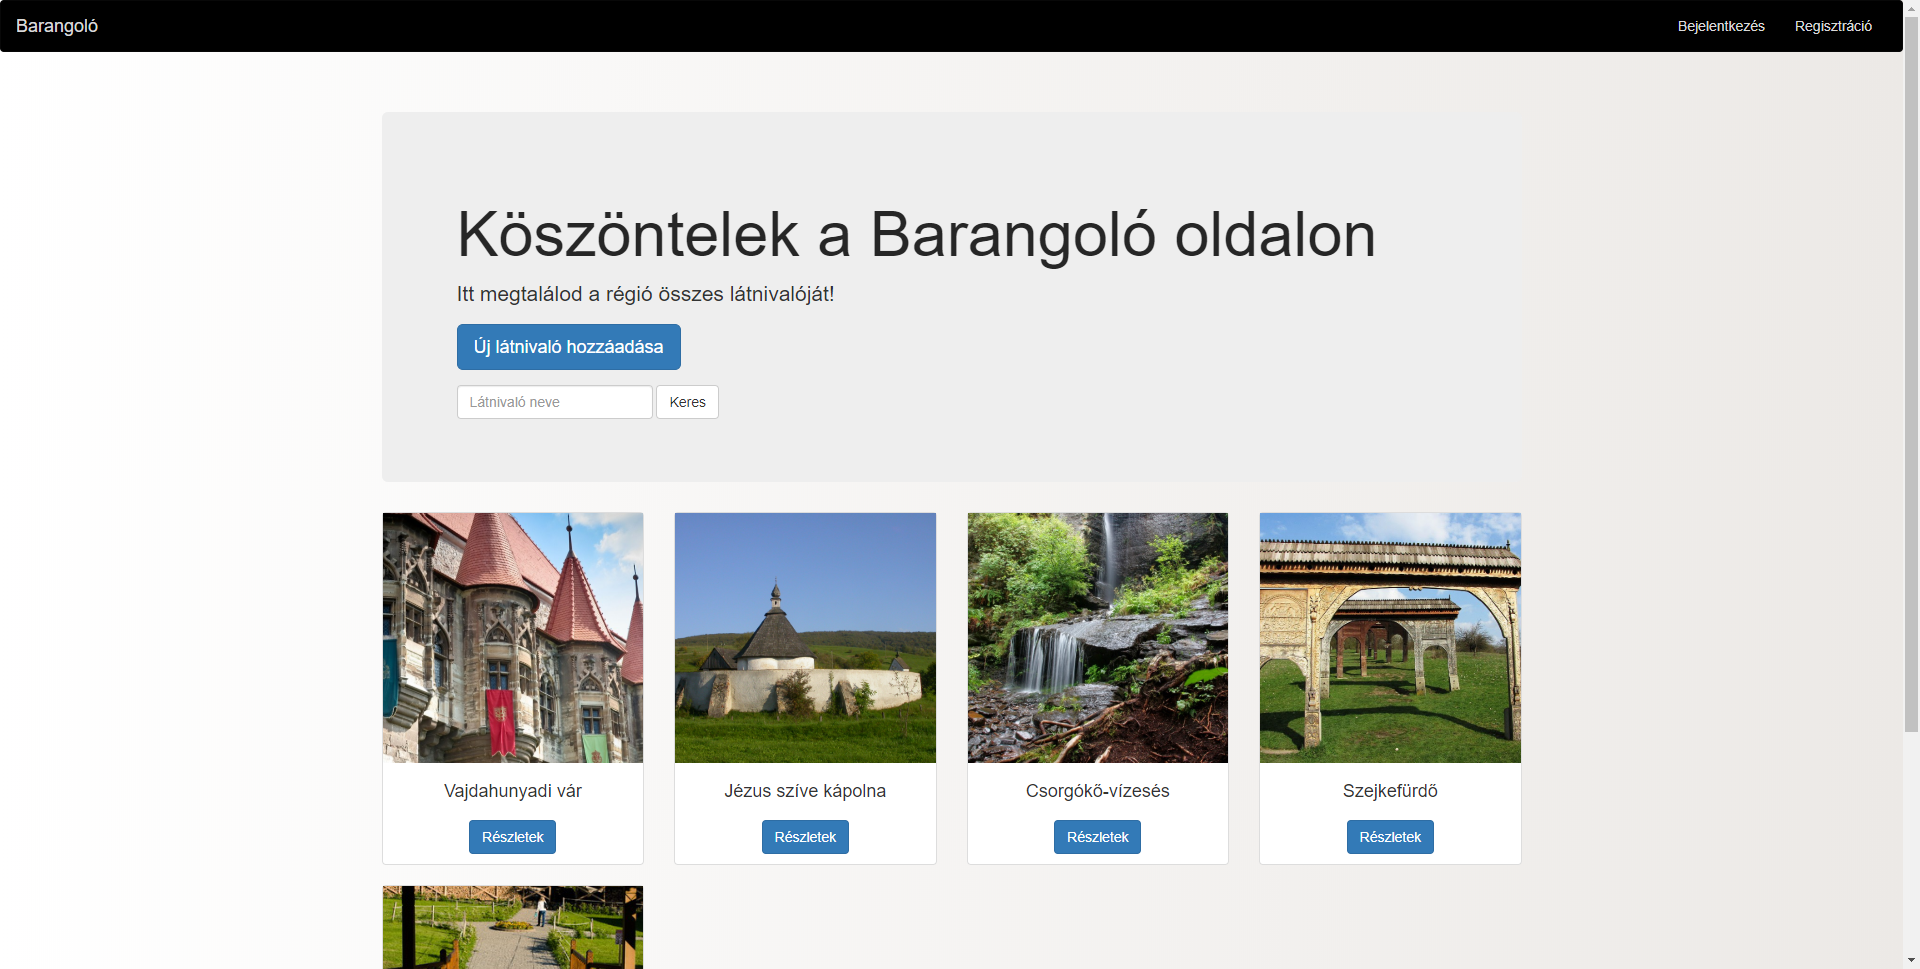 Barangoló
Bejelentkezés
Regisztráció
Köszöntelek a Barangoló oldalon
Itt megtalálod a régió összes látnivalóját!
Új látnivaló hozzáadása
Látnivaló neve
Keres
Vajdahunyadi vár
Jézus szíve kápolna
Csorgókő-vízesés
Szejkefürdő
Részletek
Részletek
Részletek
Részletek